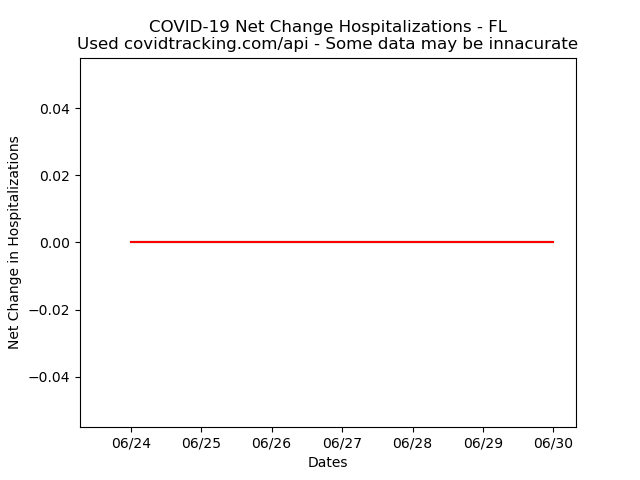 COVID-19 Net Change Hospitalizations - FL
Used covidtracking.com/api - Some data may be innacurate
Net Change in Hospitalizations
0.04
0.02
0.00
−0.02
−0.04
06/24 06/25 06/26 06/27 06/28 06/29 06/30
Dates